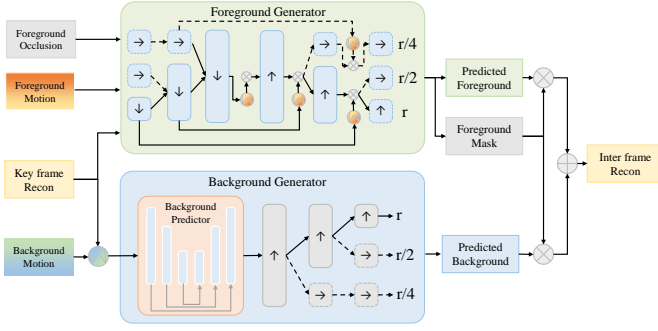 Foreground Generator
Foreground
Occlusion
Foreground
Motion
Key frame
Recon
Background
Motion
r/4
r/2
r
Predicted
Foreground
Foreground
Mask
Inter frame
Recon
Background Generator
Background
Predictor
r
r/2
r/4
Predicted
Background